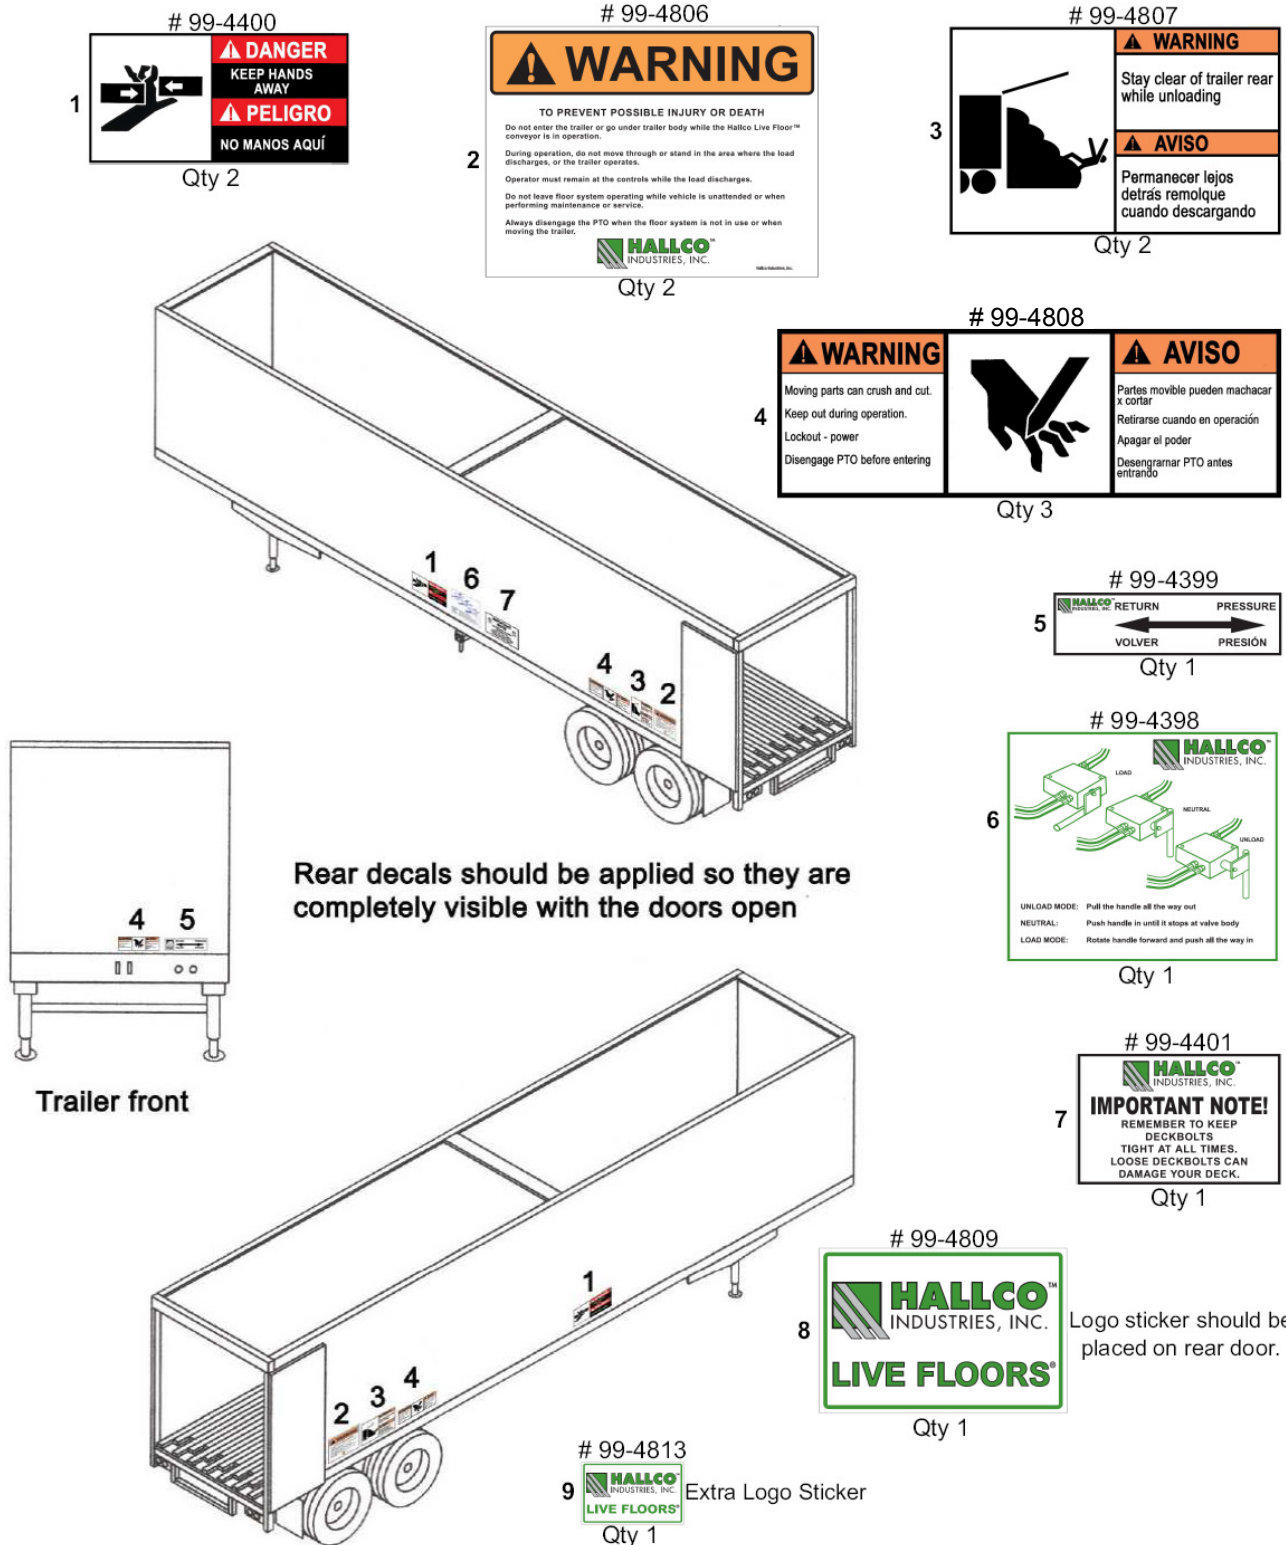 # 99-4400
1
DANGER
KEEP HANDS
AWAY
PELIGRO
NO MANOS AQUÍ
Qty 2
# 99-4806
2
WARNING
TO PREVENT POSSIBLE INJURY OR DEATH
Do not enter the trailer or go under trailer body while the Hallco Live Floor™
conveyor is in operation.
During operation, do not move through or stand in the area where the load
discharges, or the trailer operates.
Operator must remain at the controls while the load discharges.
Do not leave floor system operating while vehicle is unattended or when
performing maintenance or service.
Always disengage the PTO when the floor system is not in use or when
moving the trailer.
HALLCO™
INDUSTRIES, INC.
Hallco Industries, Inc.
Qty 2
# 99-4807
3
WARNING
Stay clear of trailer rear
while unloading
AVISO
Permanecer lejos
detrás remolque
cuando descargando
Qty 2
# 99-4808
4
WARNING
Moving parts can crush and cut.
Keep out during operation.
Lockout - power
Disengage PTO before entering
AVISO
Partes movible pueden machacar
x cortar
Retirarse cuando en operación
Apagar el poder
Desengrarnar PTO antes
entrando
Qty 3
1
6
7
4
3
2
# 99-4399
5
HALLCO™
INDUSTRIES, INC.
RETURN PRESSURE
VOLVER PRESIÓN
Qty 1
# 99-4398
6
HALLCO™
INDUSTRIES, INC.
LOAD
NEUTRAL
UNLOAD
UNLOAD MODE: Pull the handle all the way out
NEUTRAL: Push handle in until it stops at valve body
LOAD MODE: Rotate handle forward and push all the way in
Qty 1
Rear decals should be applied so they are
completely visible with the doors open
4 5
Trailer front
# 99-4401
7
HALLCO™
INDUSTRIES, INC.
IMPORTANT NOTE!
REMEMBER TO KEEP
DECKBOLTS
TIGHT AT ALL TIMES.
LOOSE DECKBOLTS CAN
DAMAGE YOUR DECK.
Qty 1
1
2
3
4
# 99-4809
8
HALLCO™
INDUSTRIES, INC.
LIVE FLOORS®
Qty 1
Logo sticker should be
placed on rear door.
# 99-4813
9
HALLCO™
INDUSTRIES, INC.
LIVE FLOORS®
Extra Logo Sticker
Qty 1